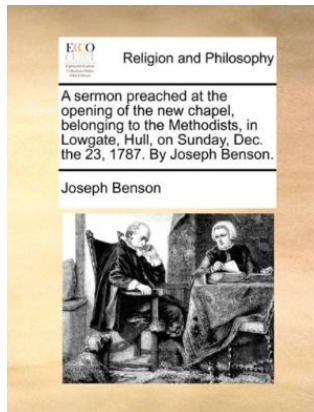 ECCO
Religion and Philosophy
A sermon preached at the
opening of the new chapel,
belonging to the Methodists, in
Lowgate, Hull, on Sunday, Dec.
the 23, 1787. By Joseph Benson.
Joseph Benson